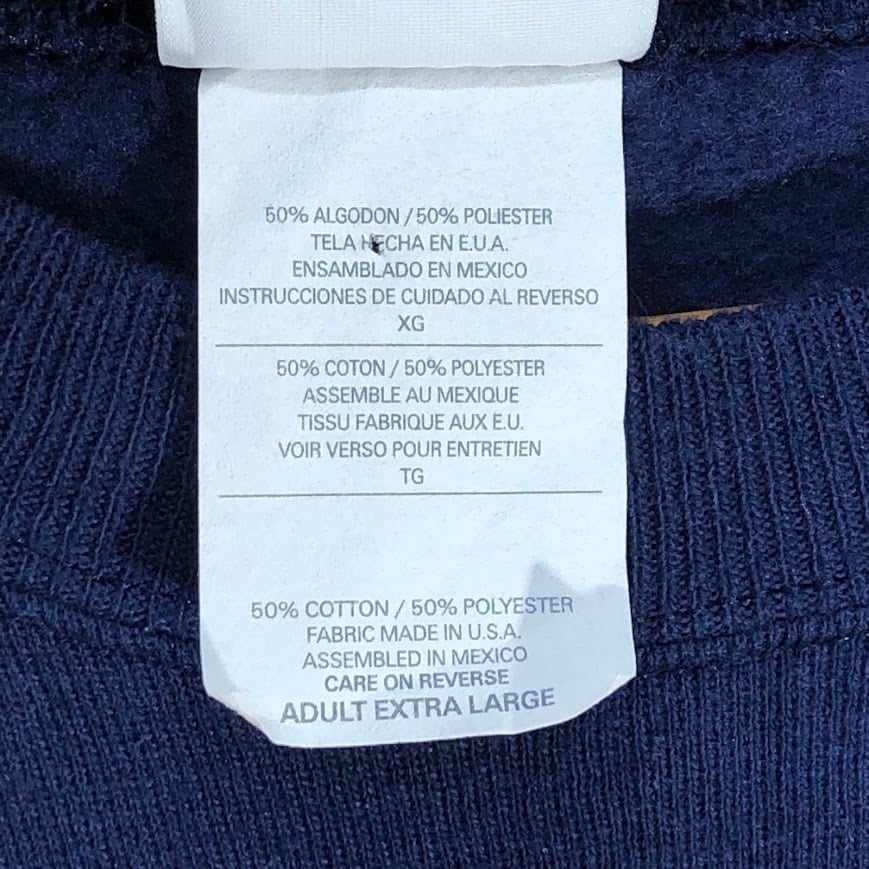 50% ALGODON / 50% POLIESTER
TELA HECHA EN E.U.A.
ENSAMBLADO EN MEXICO
INSTRUCCIONES DE CUIDADO AL REVERSO
XG
50% COTON / 50% POLYESTER
ASSEMBLE AU MEXIQUE
TISSU FABRIQUE AUX E.U.
VOIR VERSO POUR ENTRETIEN
TG
50% COTTON / 50% POLYESTER
FABRIC MADE IN U.S.A.
ASSEMBLED IN MEXICO
CARE ON REVERSE
ADULT EXTRA LARGE